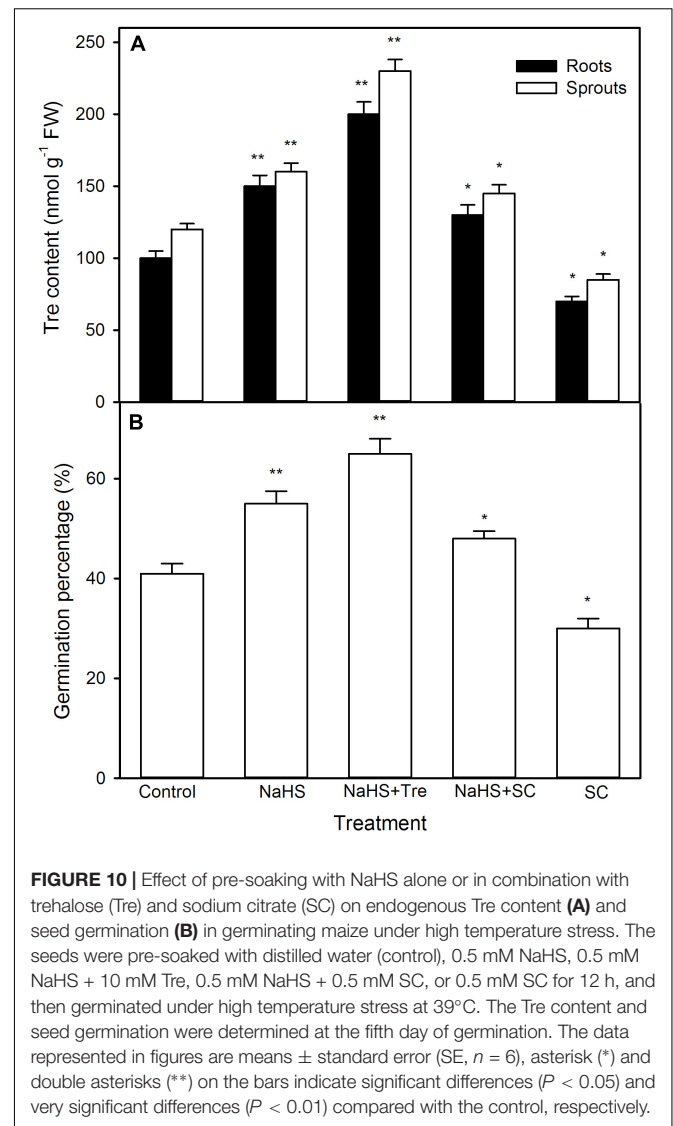 A
250
200
150
100
50
0
Tre content (nmol g⁻¹ FW)
Roots
Sprouts
**
**
**
**
*
*
*
*
B
60
40
20
0
Germination percentage (%)
**
**
*
*
Control NaHS NaHS+Tre NaHS+SC SC
Treatment
FIGURE 10 | Effect of pre-soaking with NaHS alone or in combination with
trehalose (Tre) and sodium citrate (SC) on endogenous Tre content (A) and
seed germination (B) in germinating maize under high temperature stress. The
seeds were pre-soaked with distilled water (control), 0.5 mM NaHS, 0.5 mM
NaHS + 10 mM Tre, 0.5 mM NaHS + 0.5 mM SC, or 0.5 mM SC for 12 h, and
then germinated under high temperature stress at 39°C. The Tre content and
seed germination were determined at the fifth day of germination. The data
represented in figures are means ± standard error (SE, n = 6), asterisk (*) and
double asterisks (**) on the bars indicate significant differences (P < 0.05) and
very significant differences (P < 0.01) compared with the control, respectively.